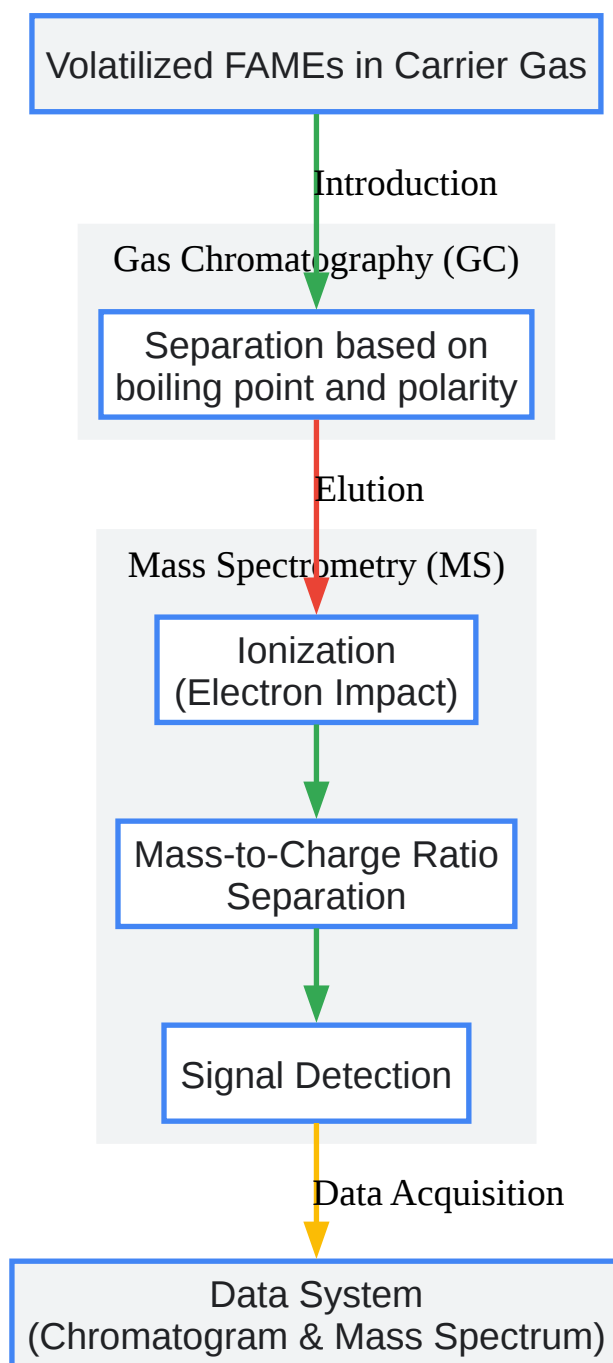 Volatilized FAMEs in Carrier Gas
Introduction
Gas Chromatography (GC)
Separation based on
boiling point and polarity
Elution
Mass Spectrometry (MS)
Ionization
(Electron Impact)
Mass-to-Charge Ratio
Separation
Signal Detection
Data Acquisition
Data System
(Chromatogram & Mass Spectrum)